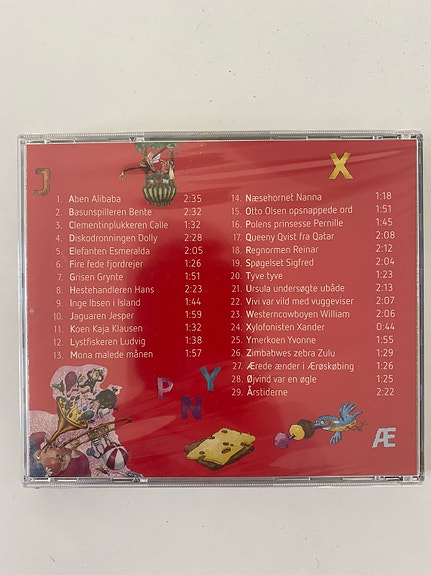 J
X
1. Aben Alibaba 2:35
2. Basunspilleren Bente 2:32
3. Clementinplukkeren Calle 1:32
4. Diskodronningen Dolly 2:28
5. Elefanten Esmeralda 2:05
6. Fire fede fjordrejer 1:26
7. Grisen Grynte 1:51
8. Hestehandleren Hans 2:23
9. Inge Ibsen i Island 1:44
10. Jaguaren Jesper 1:59
11. Koen Kaja Klausen 1:32
12. Lystfiskeren Ludvig 1:38
13. Mona malede månen 1:57
14. Næsehornet Nanna 1:18
15. Otto Olsen opsnappede ord 1:51
16. Polens prinsesse Pernille 1:45
17. Queeny Qvist fra Qatar 2:08
18. Regnormen Reinar 2:12
19. Spøgelset Sigfred 2:04
20. Tyve tyve 1:23
21. Ursula undersøgte ubåde 2:13
22. Vivi var vild med vuggeviser 2:07
23. Westerncowboyen William 2:06
24. Xylofonisten Xander 0:44
25. Ymerkoen Yvonne 1:55
26. Zimbabwes zebra Zulu 1:29
27. Ærede ænder i Ærøskøbing 1:26
28. Øjvind var en øgle 1:25
29. Årstiderne 2:22
P N Y
Æ